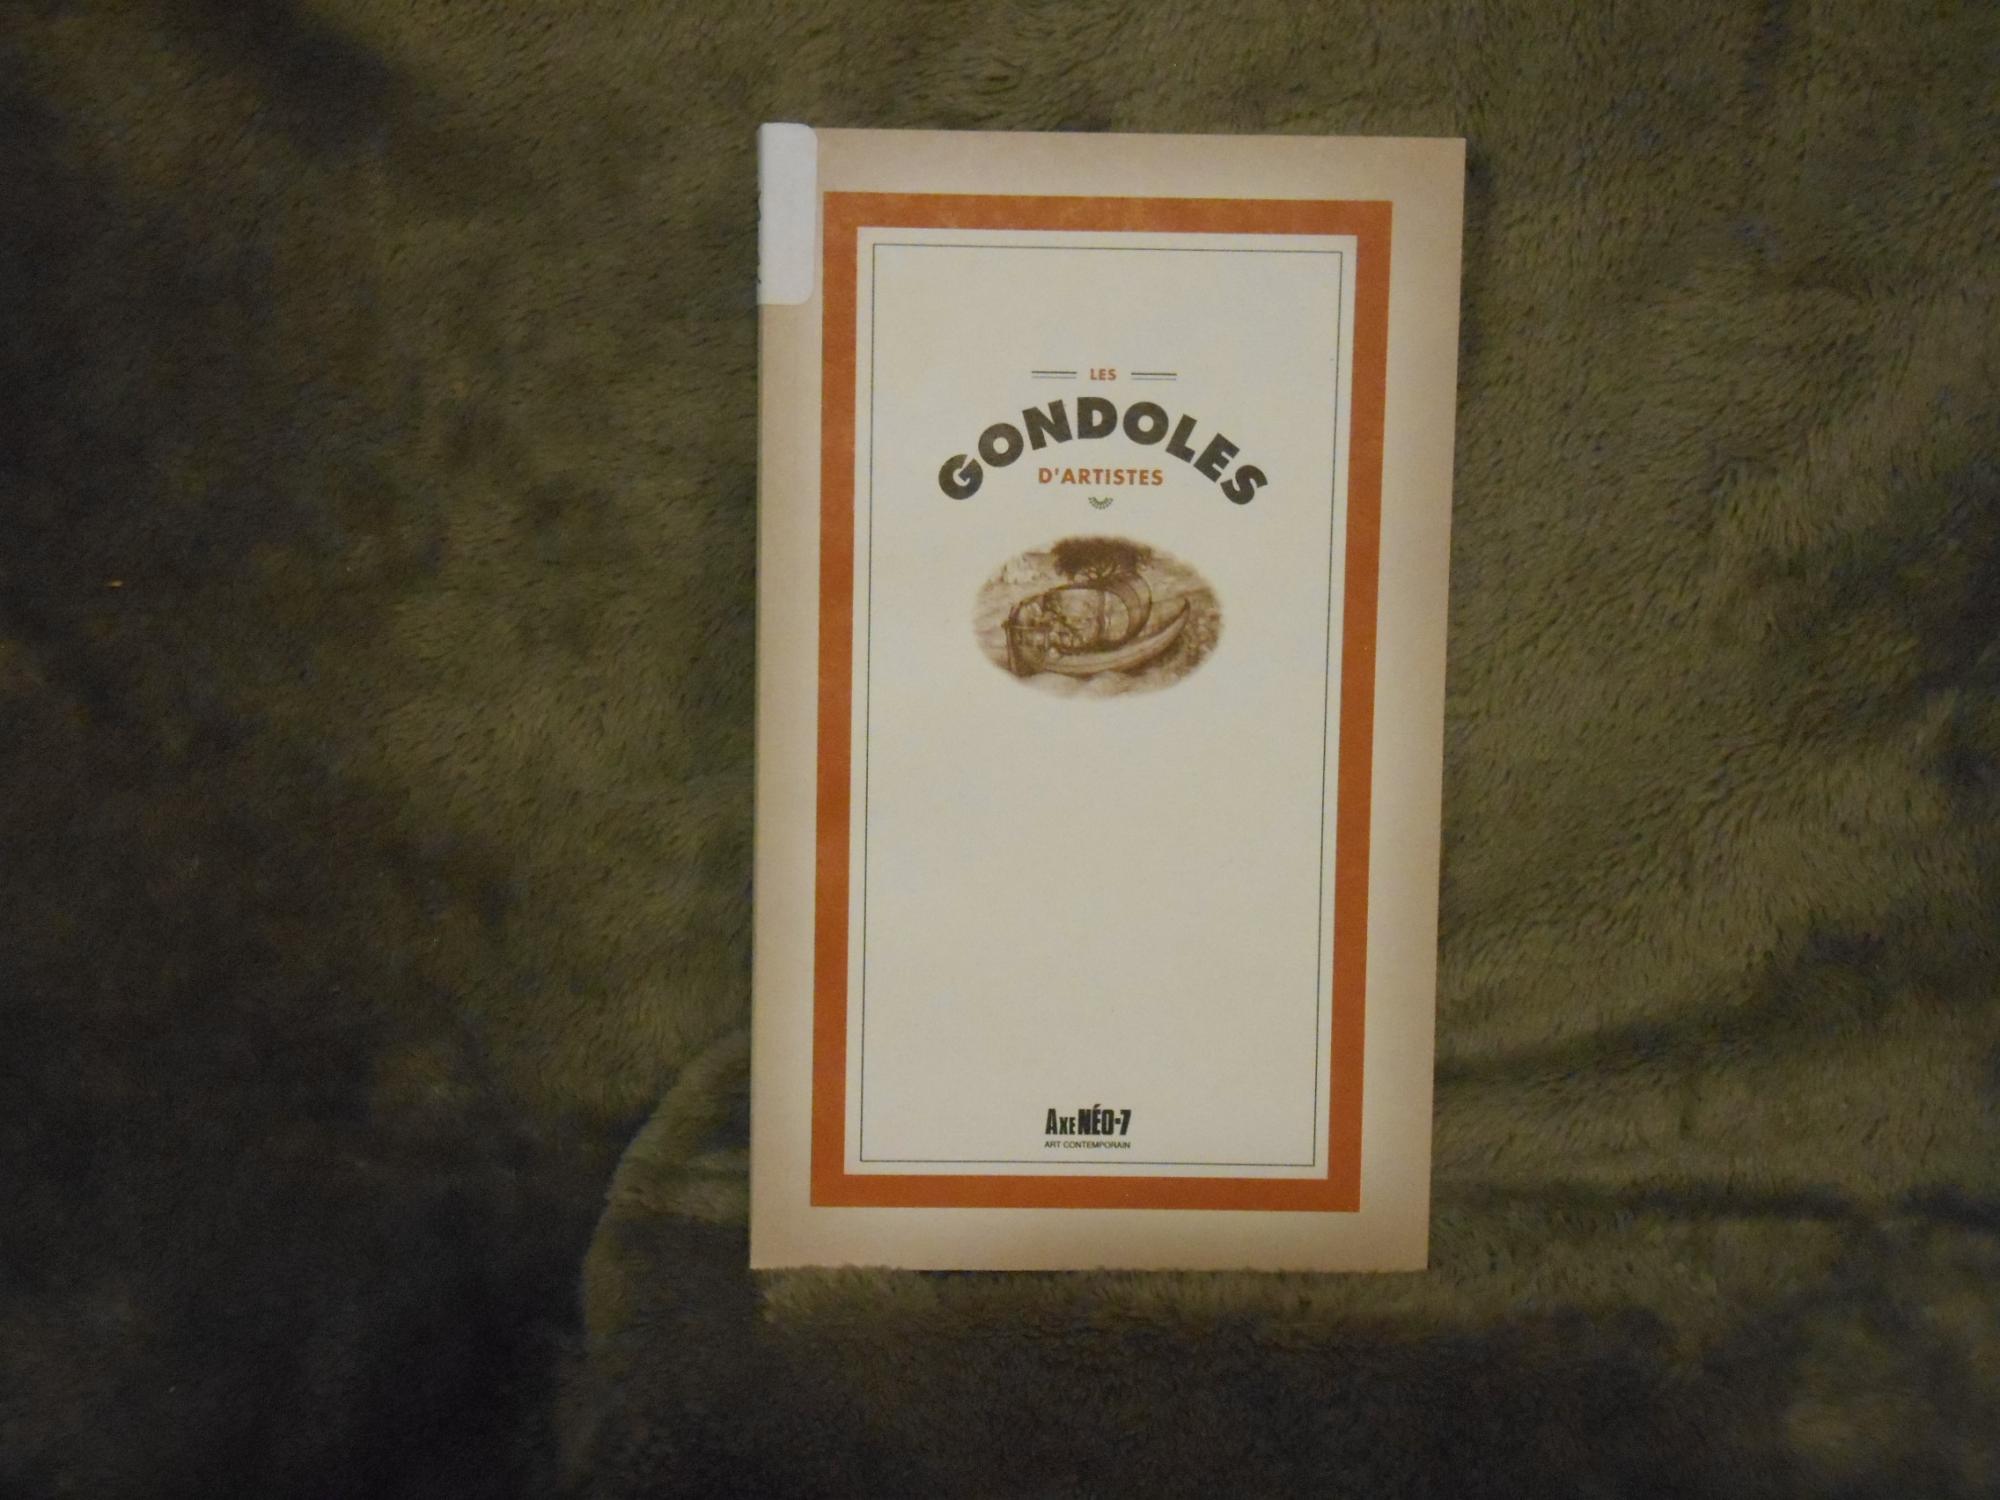 LES
GONDOLES
D'ARTISTES
AXENÉO-7
ART CONTEMPORAIN